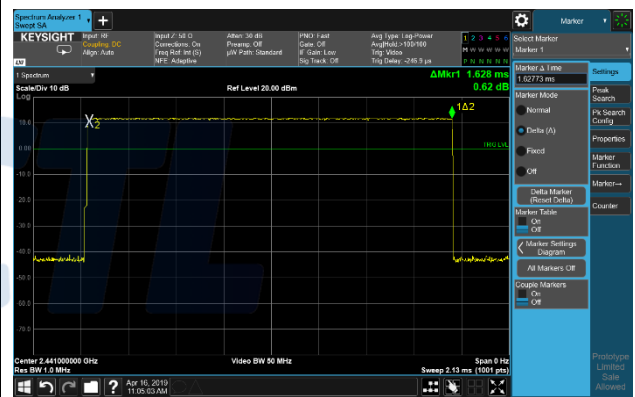 Spectrum Analyzer 1
Swept SA
+
Marker
KEYSIGHT
Input: RF
Coupling: DC
Align: Auto
Input Z: 50 Ω
Corrections: On
Freq Ref: Int (S)
NFE: Adaptive
Atten: 30 dB
Preamp: Off
µW Path: Standard
PNO: Fast
Gate: Off
IF Gain: Low
Sig Track: Off
Avg Type: Log-Power
Avg|Hold:>100/100
Trig: Video
Trig Delay: -246.9 µs
1 2 3 4 5 6
M W W W W W
P N N N N N
Select Marker
Marker 1
LXI
1 Spectrum
ΔMkr1 1.628 ms
Scale/Div 10 dB
Ref Level 20.00 dBm
0.62 dB
Log
1Δ2
10.0
X2
0.00
TRIG LVL
-20.0
-40.0
-50.0
-60.0
-70.0
Center 2.441000000 GHz
Video BW 50 MHz
Span 0 Hz
Res BW 1.0 MHz
Sweep 2.13 ms (1001 pts)
Marker Δ Time
1.62773 ms
Marker Mode
Normal
Delta (Δ)
Fixed
Off
Delta Marker
(Reset Delta)
Marker Table
On
Off
Marker Settings
Diagram
All Markers Off
Couple Markers
On
Off
Settings
Peak
Search
Pk Search
Config
Properties
Marker
Function
Marker→
Counter
Prototype
Limited
Sale
Allowed
?
Apr 16, 2019
11:05:03 AM
CTL